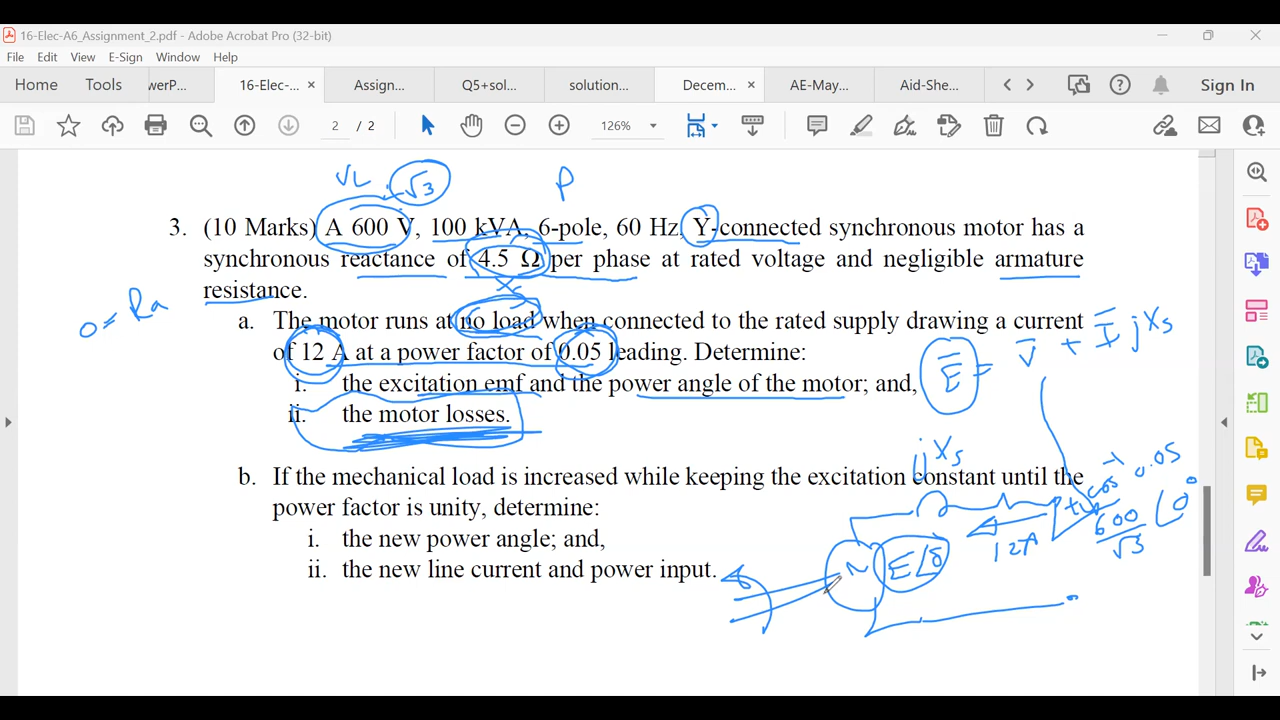 16-Elec-A6_Assignment_2.pdf - Adobe Acrobat Pro (32-bit)
File Edit View Window Help
Home Tools werP... 16-Elec-... × Assign... Q5+sol... solution... Decem... × AE-May... Aid-She... Sign In
2 / 2 126%
VL √3 P
3. (10 Marks) A 600 V, 100 kVA, 6-pole, 60 Hz, Y-connected synchronous motor has a
synchronous reactance of 4.5 Ω per phase at rated voltage and negligible armature
resistance.
Xs
0 = Ra
a. The motor runs at no load when connected to the rated supply drawing a current
of 12 A at a power factor of 0.05 leading. Determine:
i. the excitation emf and the power angle of the motor; and,
E = V + I jXs
ii. the motor losses.
jXs
b. If the mechanical load is increased while keeping the excitation constant until the
power factor is unity, determine:
cos 0.05
600/√3 ∠0°
12A
i. the new power angle; and,
E∠δ
ii. the new line current and power input.